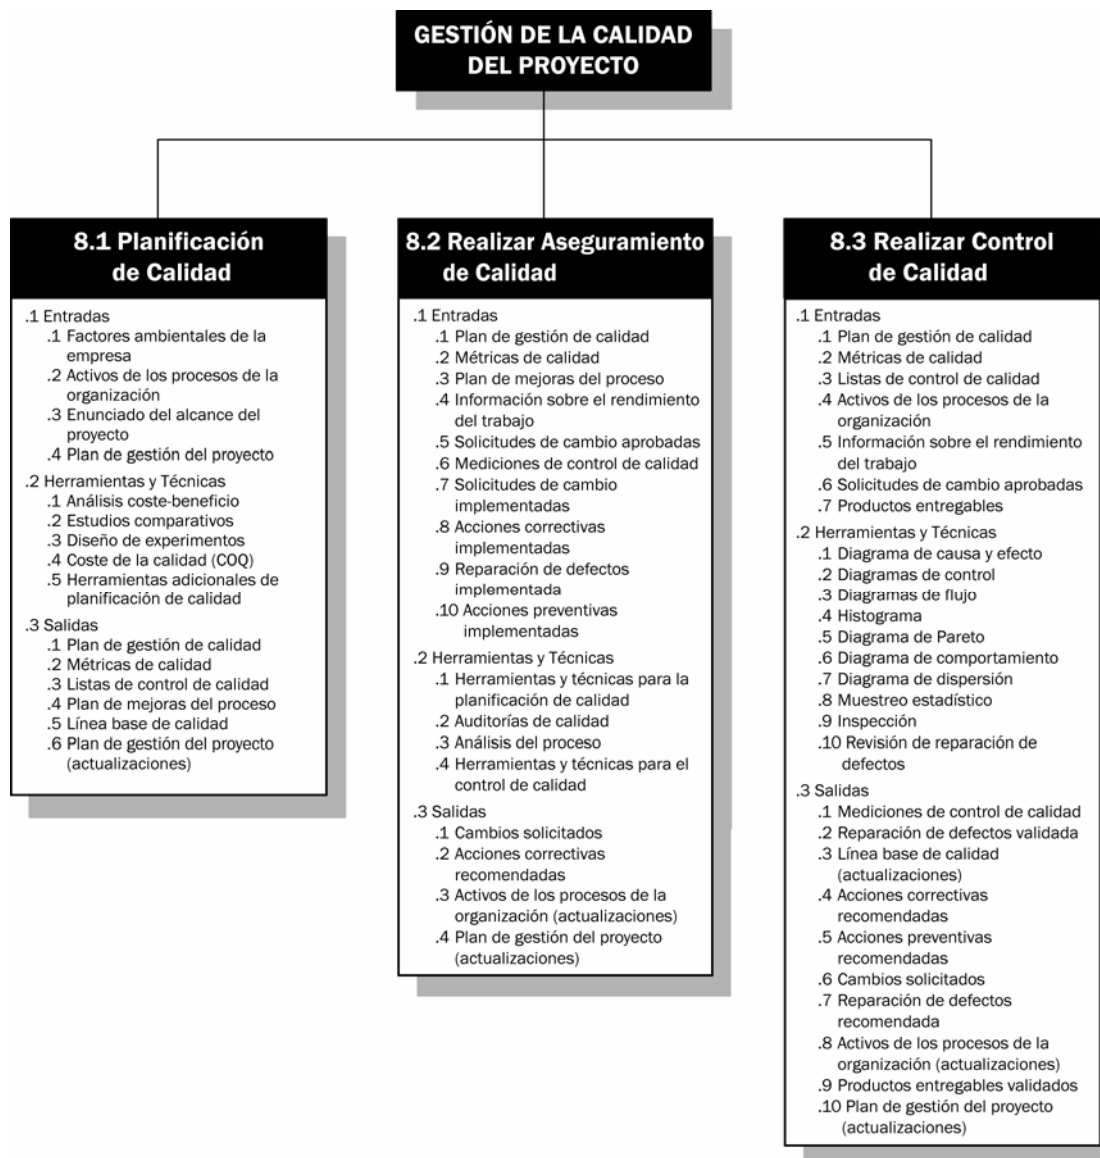 GESTIÓN DE LA CALIDAD
DEL PROYECTO
8.1 Planificación
de Calidad
.1 Entradas
.1 Factores ambientales de la
empresa
.2 Activos de los procesos de la
organización
.3 Enunciado del alcance del
proyecto
.4 Plan de gestión del proyecto
.2 Herramientas y Técnicas
.1 Análisis coste-beneficio
.2 Estudios comparativos
.3 Diseño de experimentos
.4 Coste de la calidad (COQ)
.5 Herramientas adicionales de
planificación de calidad
.3 Salidas
.1 Plan de gestión de calidad
.2 Métricas de calidad
.3 Listas de control de calidad
.4 Plan de mejoras del proceso
.5 Línea base de calidad
.6 Plan de gestión del proyecto
(actualizaciones)
8.2 Realizar Aseguramiento
de Calidad
.1 Entradas
.1 Plan de gestión de calidad
.2 Métricas de calidad
.3 Plan de mejoras del proceso
.4 Información sobre el rendimiento
del trabajo
.5 Solicitudes de cambio aprobadas
.6 Mediciones de control de calidad
.7 Solicitudes de cambio
implementadas
.8 Acciones correctivas
implementadas
.9 Reparación de defectos
implementada
.10 Acciones preventivas
implementadas
.2 Herramientas y Técnicas
.1 Herramientas y técnicas para la
planificación de calidad
.2 Auditorías de calidad
.3 Análisis del proceso
.4 Herramientas y técnicas para el
control de calidad
.3 Salidas
.1 Cambios solicitados
.2 Acciones correctivas
recomendadas
.3 Activos de los procesos de la
organización (actualizaciones)
.4 Plan de gestión del proyecto
(actualizaciones)
8.3 Realizar Control
de Calidad
.1 Entradas
.1 Plan de gestión de calidad
.2 Métricas de calidad
.3 Listas de control de calidad
.4 Activos de los procesos de la
organización
.5 Información sobre el rendimiento
del trabajo
.6 Solicitudes de cambio aprobadas
.7 Productos entregables
.2 Herramientas y Técnicas
.1 Diagrama de causa y efecto
.2 Diagramas de control
.3 Diagramas de flujo
.4 Histograma
.5 Diagrama de Pareto
.6 Diagrama de comportamiento
.7 Diagrama de dispersión
.8 Muestreo estadístico
.9 Inspección
.10 Revisión de reparación de
defectos
.3 Salidas
.1 Mediciones de control de calidad
.2 Reparación de defectos validada
.3 Línea base de calidad
(actualizaciones)
.4 Acciones correctivas
recomendadas
.5 Acciones preventivas
recomendadas
.6 Cambios solicitados
.7 Reparación de defectos
recomendada
.8 Activos de los procesos de la
organización (actualizaciones)
.9 Productos entregables validados
.10 Plan de gestión del proyecto
(actualizaciones)